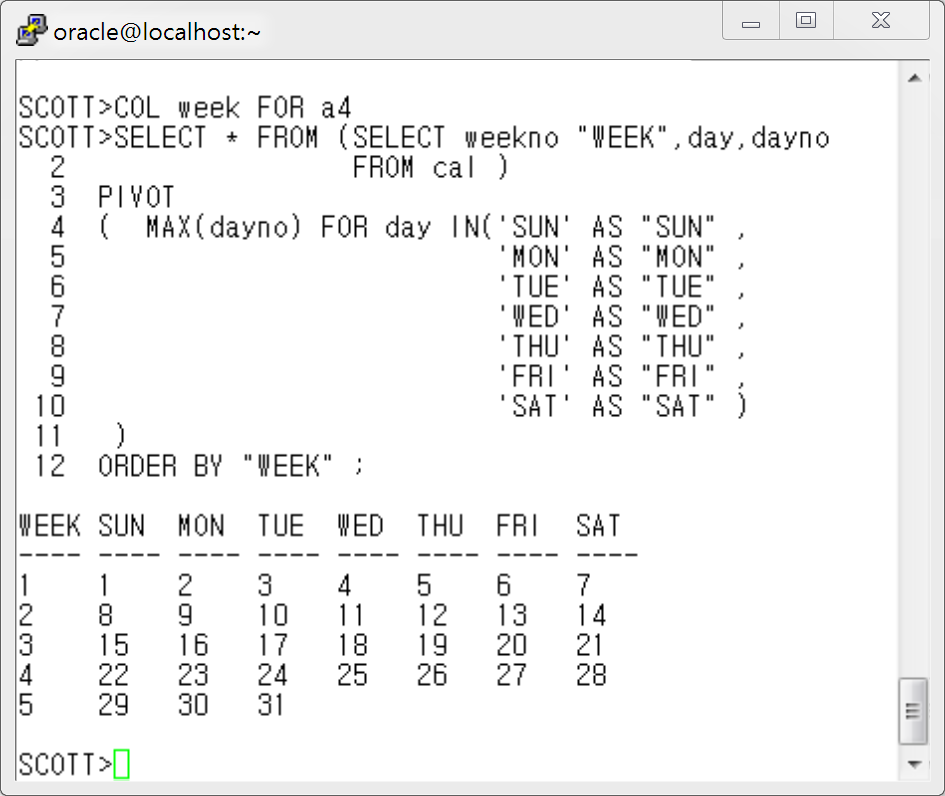 oracle@localhost:~
SCOTT>COL week FOR a4
SCOTT>SELECT * FROM (SELECT weekno "WEEK",day,dayno
  2                  FROM cal )
  3  PIVOT
  4  (  MAX(dayno) FOR day IN('SUN' AS "SUN" ,
  5                           'MON' AS "MON" ,
  6                           'TUE' AS "TUE" ,
  7                           'WED' AS "WED" ,
  8                           'THU' AS "THU" ,
  9                           'FRI' AS "FRI" ,
 10                           'SAT' AS "SAT" )
 11   )
 12  ORDER BY "WEEK" ;
WEEK SUN  MON  TUE  WED  THU  FRI  SAT
---- ---- ---- ---- ---- ---- ---- ----
1    1    2    3    4    5    6    7
2    8    9    10   11   12   13   14
3    15   16   17   18   19   20   21
4    22   23   24   25   26   27   28
5    29   30   31
SCOTT>